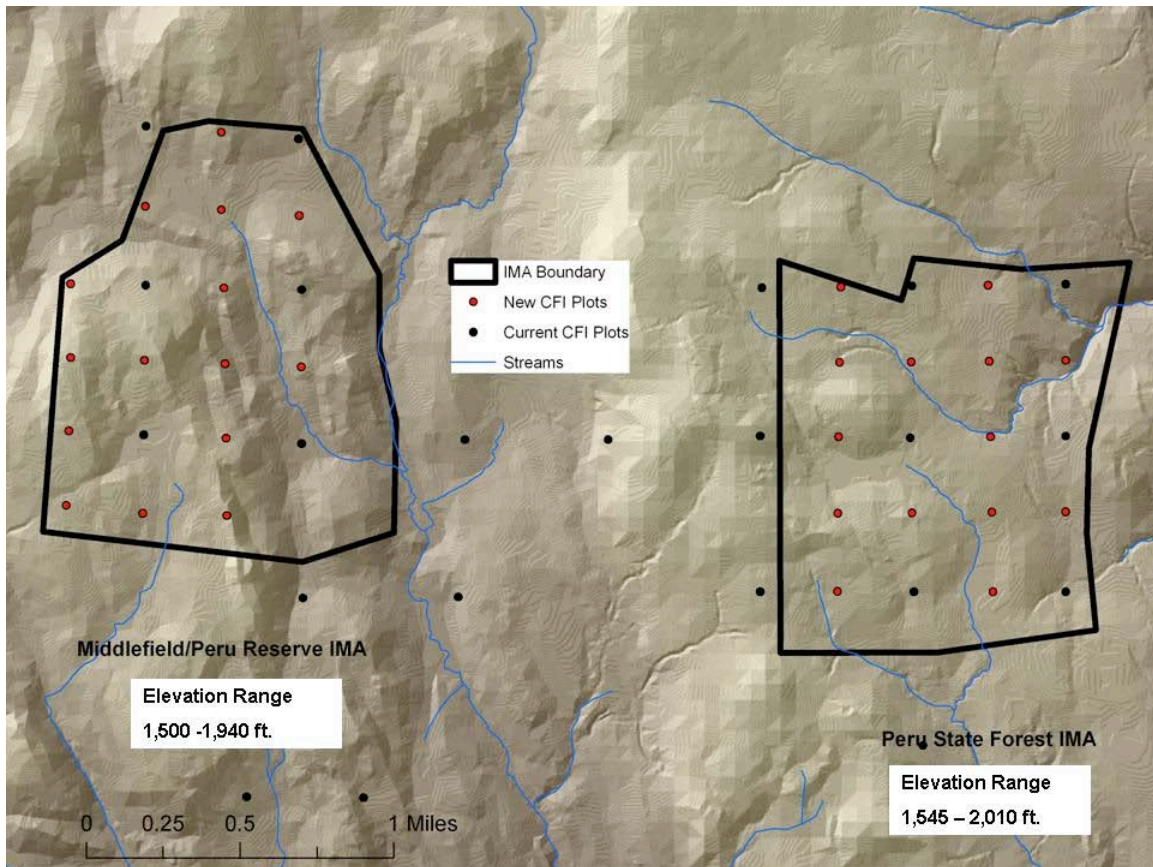 IMA Boundary
New CFI Plots
Current CFI Plots
Streams
Middlefield/Peru Reserve IMA
Elevation Range
1,500 -1,940 ft.
Peru State Forest IMA
Elevation Range
1,545 – 2,010 ft.
0 0.25 0.5 1 Miles